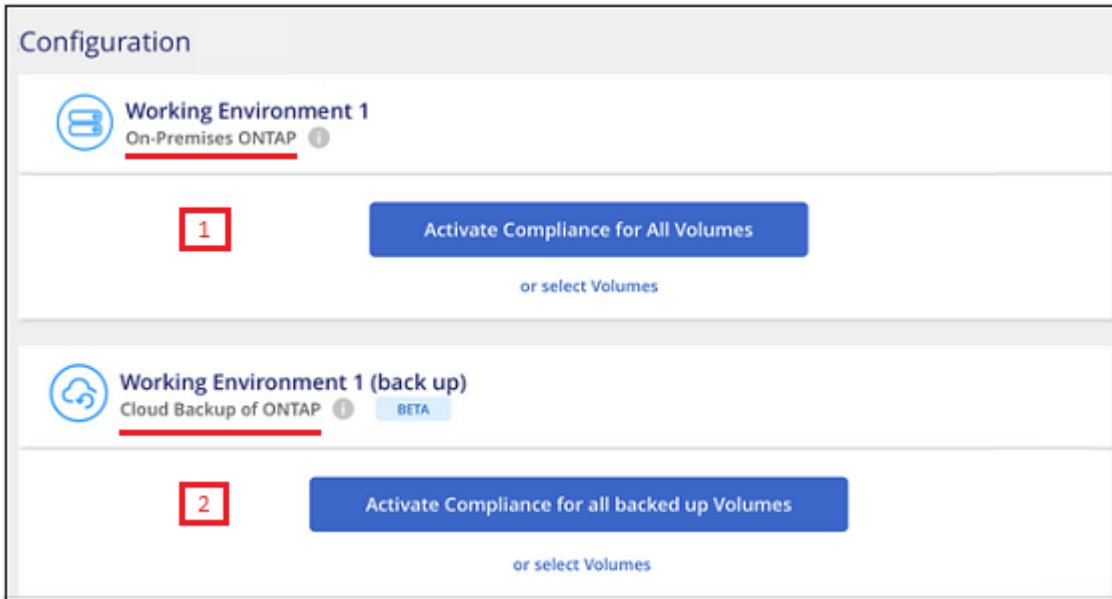 Configuration
Working Environment 1
On-Premises ONTAP
1
Activate Compliance for All Volumes
or select Volumes
Working Environment 1 (back up)
Cloud Backup of ONTAP BETA
2
Activate Compliance for all backed up Volumes
or select Volumes